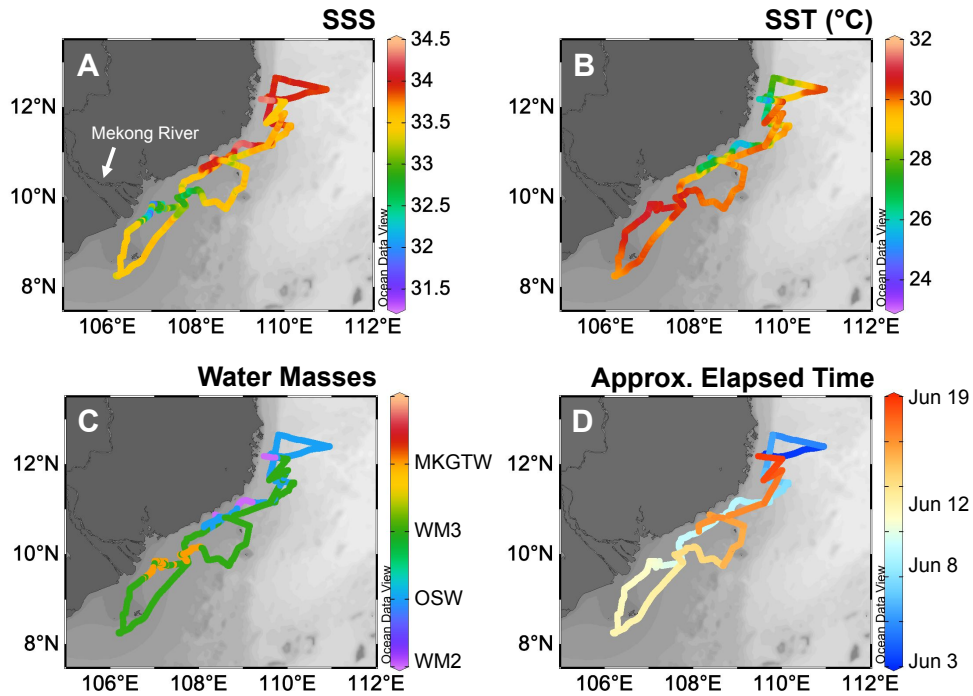 SSS
A
Mekong River
12°N
10°N
8°N
106°E
108°E
110°E
112°E
34.5
34
33.5
33
32.5
32
31.5
Ocean Data View
SST (°C)
B
12°N
10°N
8°N
106°E
108°E
110°E
112°E
32
30
28
26
24
Ocean Data View
Water Masses
C
12°N
10°N
8°N
106°E
108°E
110°E
112°E
MKGTW
WM3
OSW
WM2
Ocean Data View
Approx. Elapsed Time
D
12°N
10°N
8°N
106°E
108°E
110°E
112°E
Jun 19
Jun 12
Jun 8
Jun 3
Ocean Data View